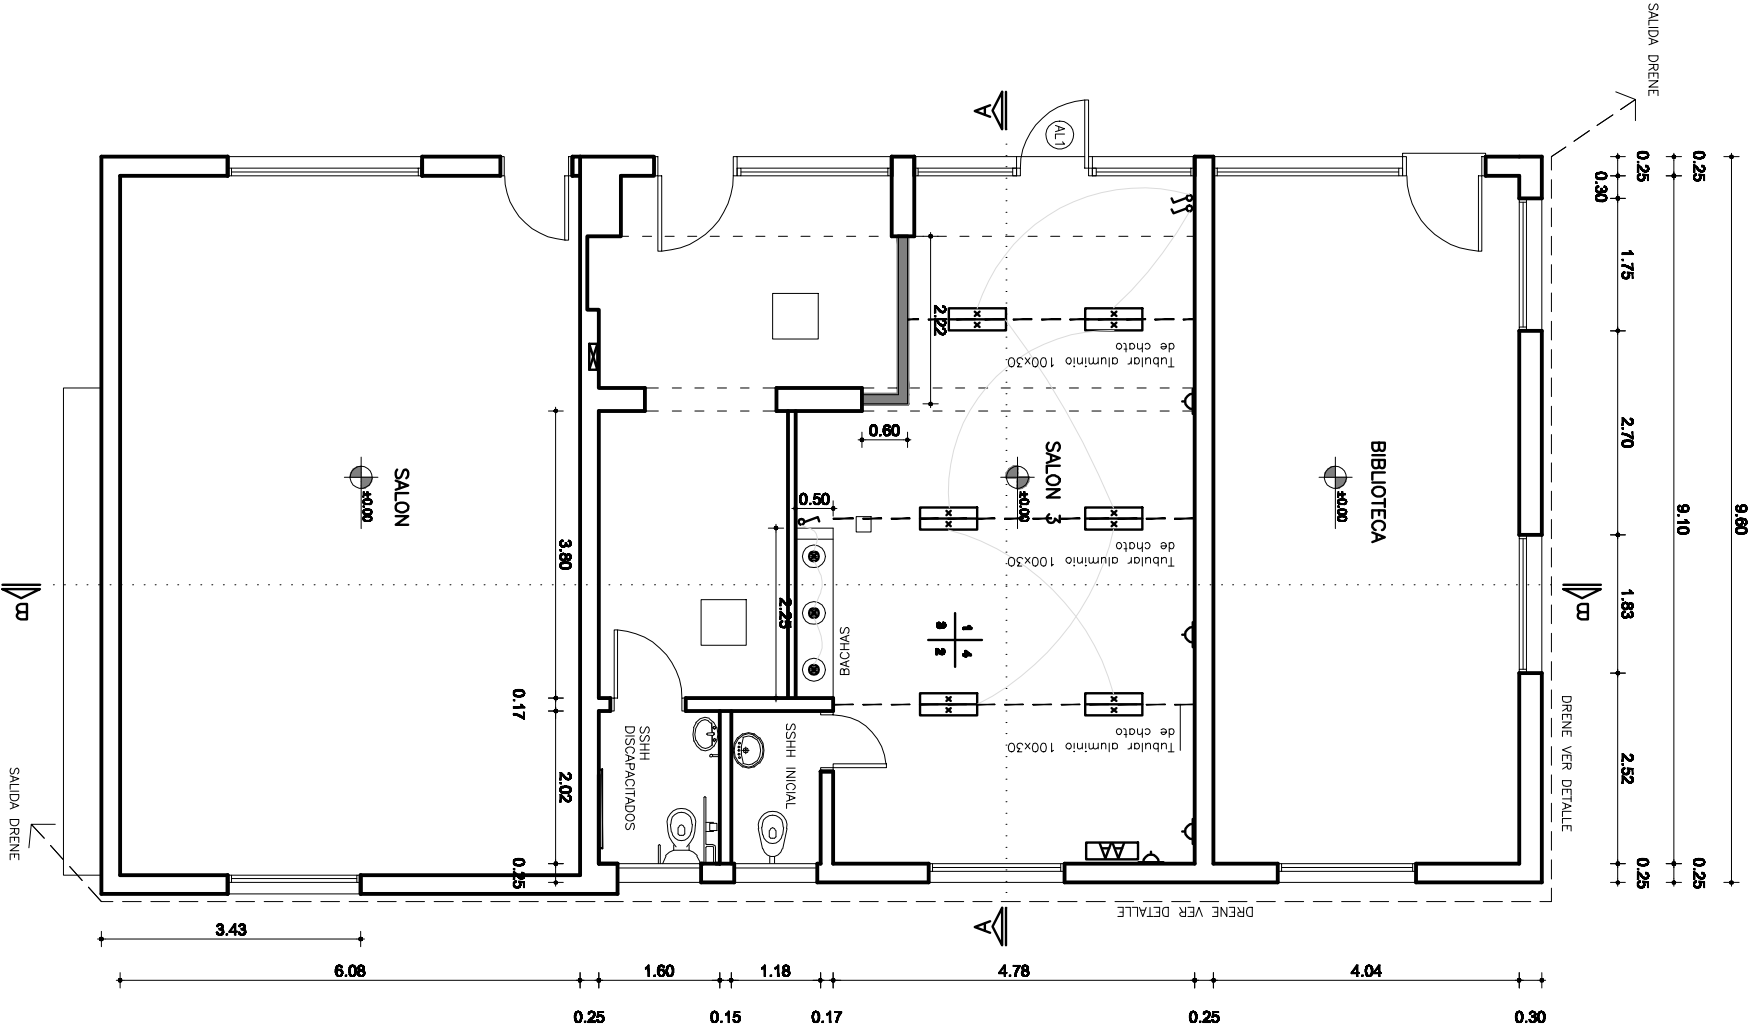 SALIDA DRENE
A
AL1
0.25
0.25
0.30
1.75
2.22
Tubular aluminio 100x30
de chato
2.70
0.60
SALON
±0.00
SALON 3
±0.00
BIBLIOTECA
±0.00
9.10
9.60
0.50
3.80
Tubular aluminio 100x30
de chato
B
B
2.25
1.83
BACHAS
1
4
3
2
0.17
SSHH
DISCAPACITADOS
SSHH INICIAL
Tubular aluminio 100x30
de chato
DRENE VER DETALLE
2.02
2.52
SALIDA DRENE
0.25
0.25
0.25
DRENE VER DETALLE
A
3.43
6.08
1.60
1.18
4.78
4.04
0.25
0.15
0.17
0.25
0.30